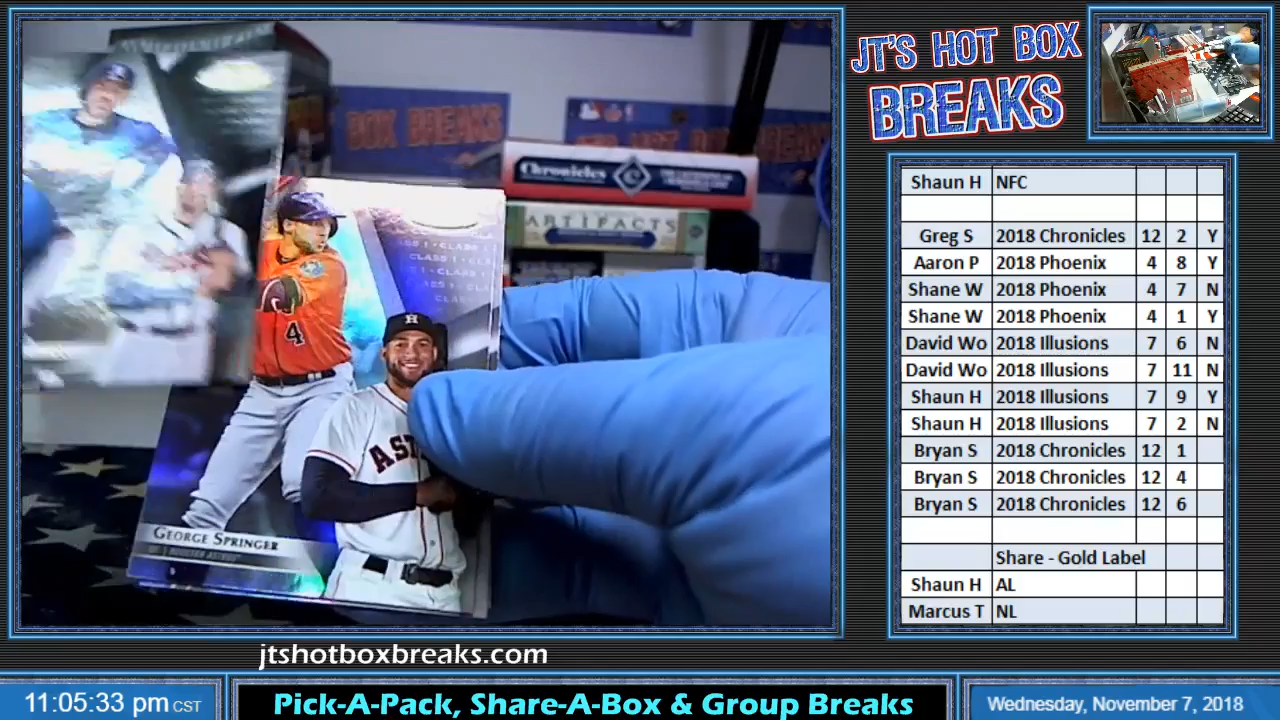 BOX BREAKS
Chronicles
ARTIFACTS
CLASS 1
4
H
GEORGE SPRINGER
HOUSTON ASTROS
JT'S HOT BOX
BREAKS
Shaun H NFC
Greg S 2018 Chronicles 12 2 Y
Aaron P 2018 Phoenix 4 8 Y
Shane W 2018 Phoenix 4 7 N
Shane W 2018 Phoenix 4 1 Y
David Wo 2018 Illusions 7 6 N
David Wo 2018 Illusions 7 11 N
Shaun H 2018 Illusions 7 9 Y
Shaun H 2018 Illusions 7 2 N
Bryan S 2018 Chronicles 12 1
Bryan S 2018 Chronicles 12 4
Bryan S 2018 Chronicles 12 6
Share - Gold Label
Shaun H AL
Marcus T NL
jtshotboxbreaks.com
11:05:33 pm CST
Pick-A-Pack, Share-A-Box & Group Breaks
Wednesday, November 7, 2018